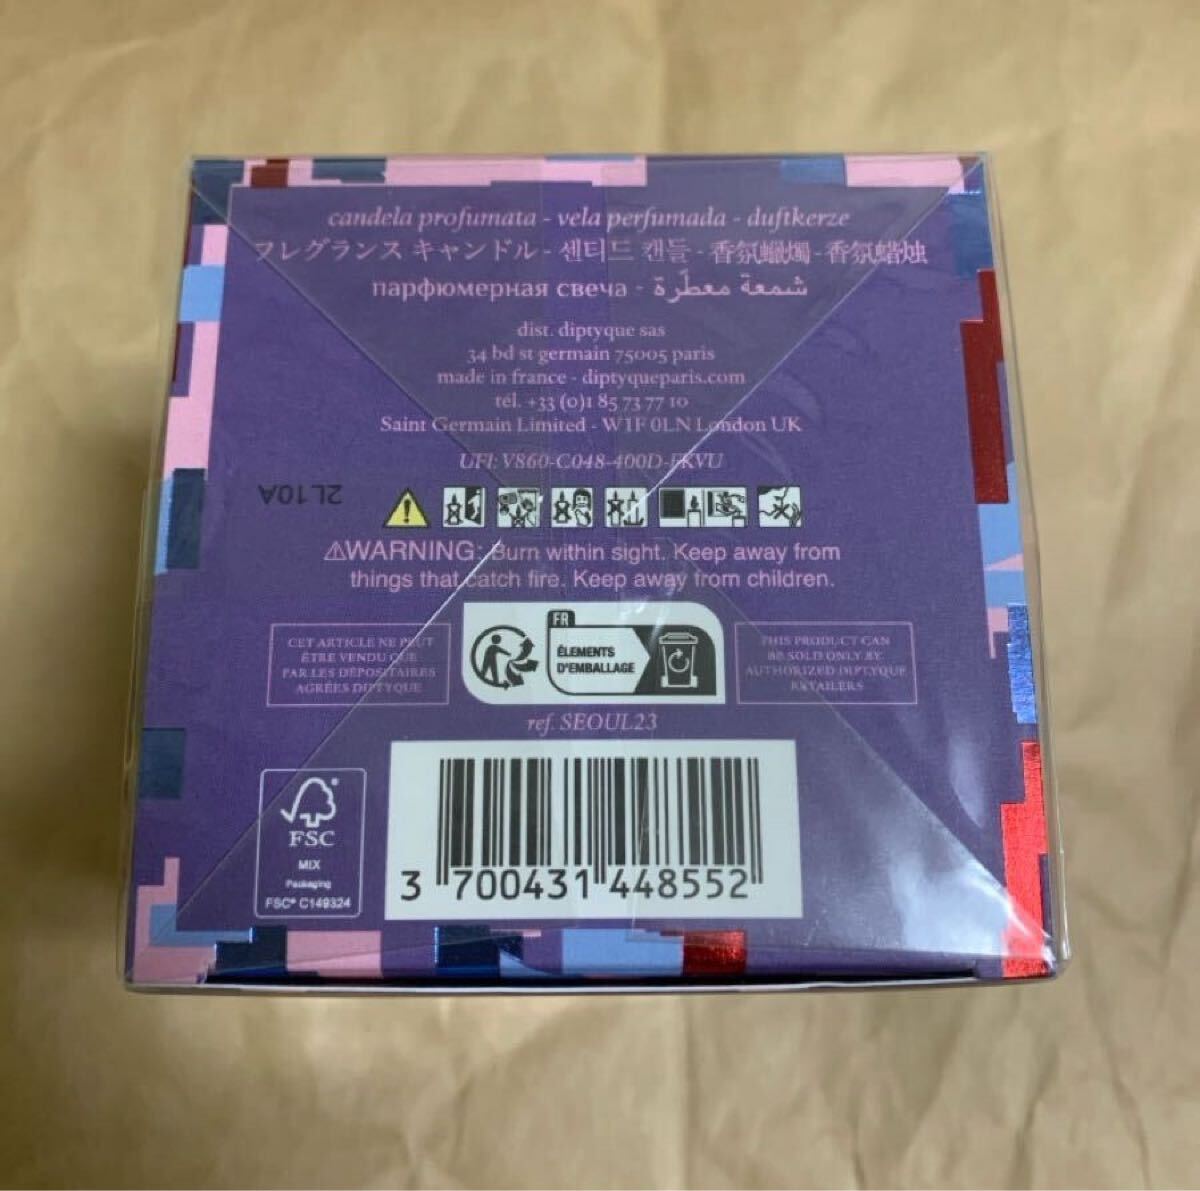 candela profumata - vela perfumada - duftkerze
フレグランス キャンドル - 센티드 캔들 - 香氛蠟燭 - 香氛蜡烛
парфюмерная свеча - شمعة معطّرة
dist. diptyque sas
34 bd st germain 75005 paris
made in france - diptyqueparis.com
tél. +33 (0)1 85 73 77 10
Saint Germain Limited - W1F 0LN London UK
UFI: V860-C048-400D-FKVU
2L10A
⚠WARNING: Burn within sight. Keep away from
things that catch fire. Keep away from children.
CET ARTICLE NE PEUT
ÊTRE VENDU QUE
PAR LES DÉPOSITAIRES
AGRÉES DIPTYQUE
FR
ÉLEMENTS
D'EMBALLAGE
THIS PRODUCT CAN
BE SOLD ONLY BY
AUTHORIZED DIPTYQUE
RETAILERS
ref. SEOUL23
FSC
MIX
Packaging
FSC® C149324
3 700431 448552